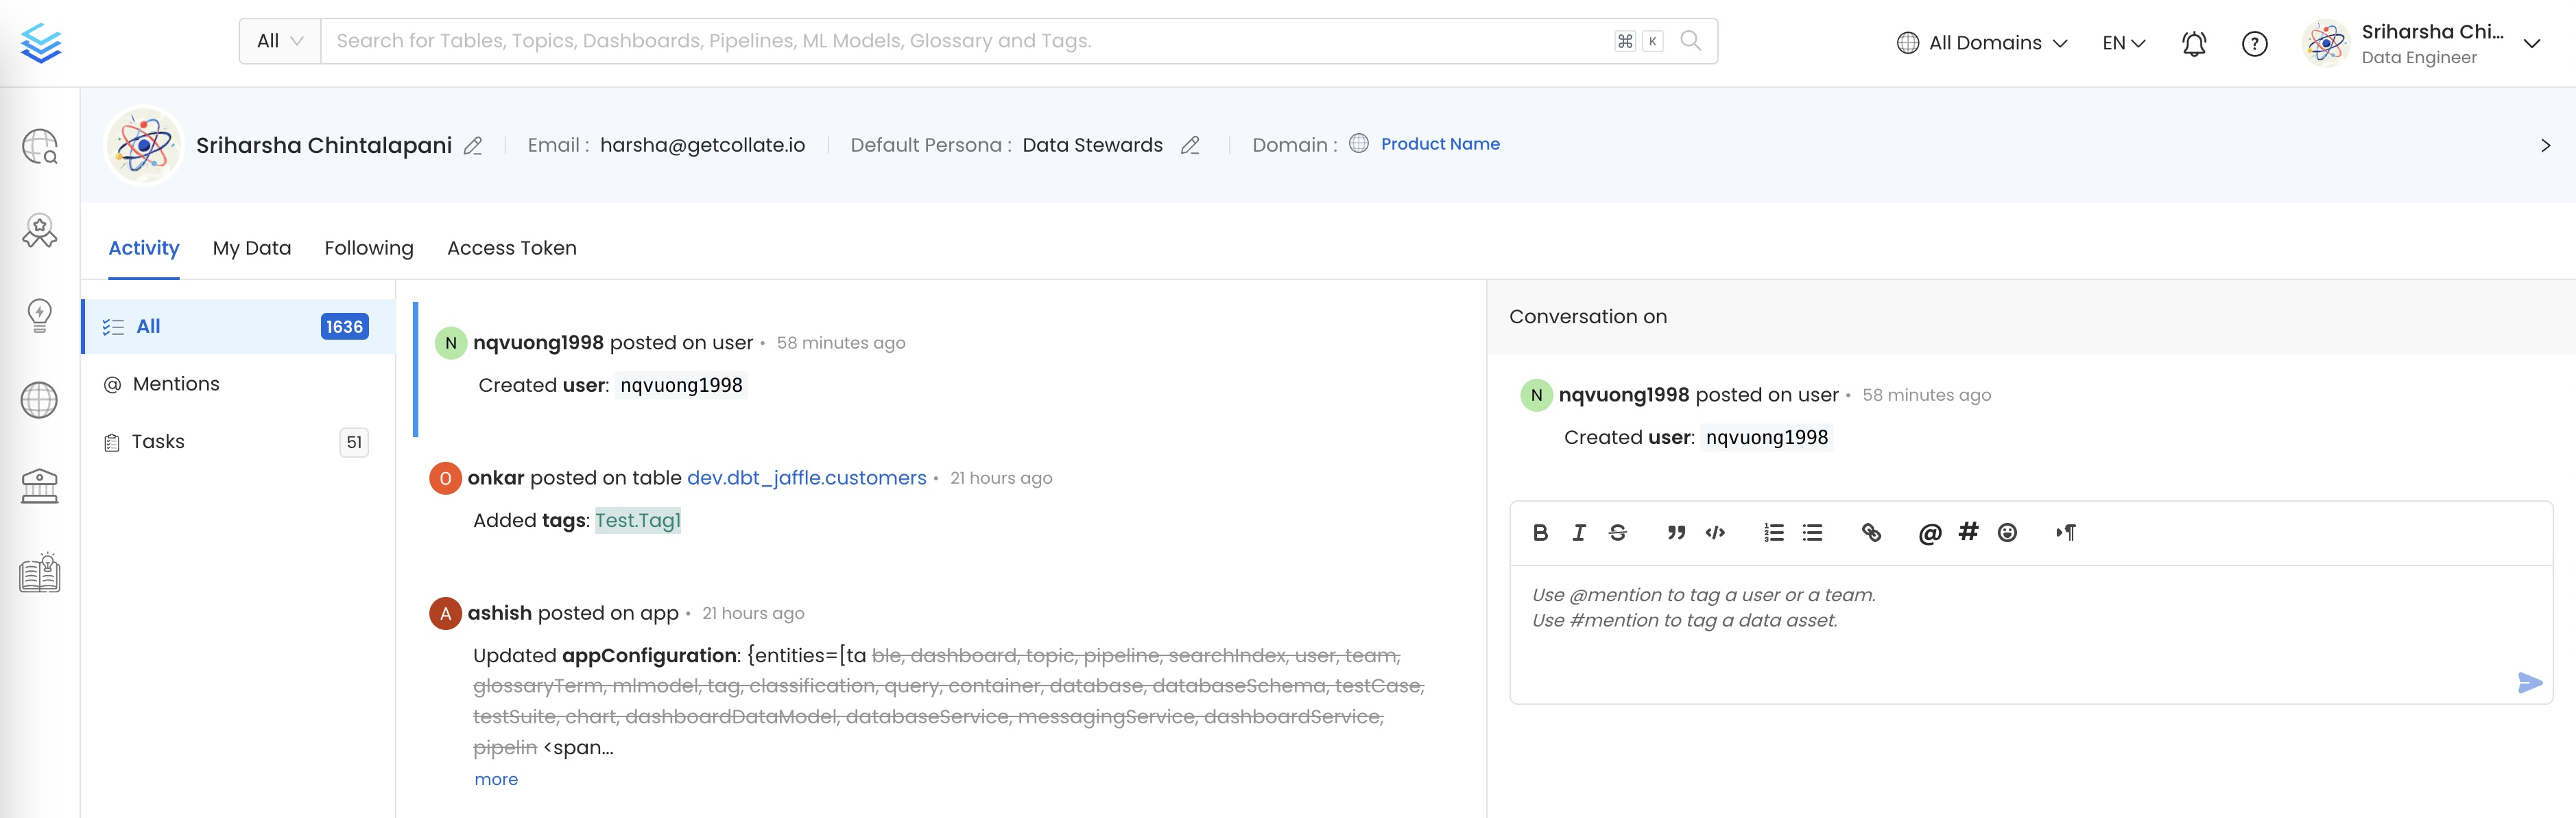 All
Search for Tables, Topics, Dashboards, Pipelines, ML Models, Glossary and Tags.
⌘ K
All Domains
EN
Sriharsha Chi...
Data Engineer
Sriharsha Chintalapani
Email : harsha@getcollate.io
Default Persona : Data Stewards
Domain : Product Name
Activity My Data Following Access Token
All 1636
Mentions
Tasks 51
N nqvuong1998 posted on user • 58 minutes ago
Created user: nqvuong1998
O onkar posted on table dev.dbt_jaffle.customers • 21 hours ago
Added tags: Test.Tag1
A ashish posted on app • 21 hours ago
Updated appConfiguration: {entities=[ta ble, dashboard, topic, pipeline, searchIndex, user, team,
glossaryTerm, mlmodel, tag, classification, query, container, database, databaseSchema, testCase,
testSuite, chart, dashboardDataModel, databaseService, messagingService, dashboardService,
pipelin <span...
more
Conversation on
N nqvuong1998 posted on user • 58 minutes ago
Created user: nqvuong1998
Use @mention to tag a user or a team.
Use #mention to tag a data asset.